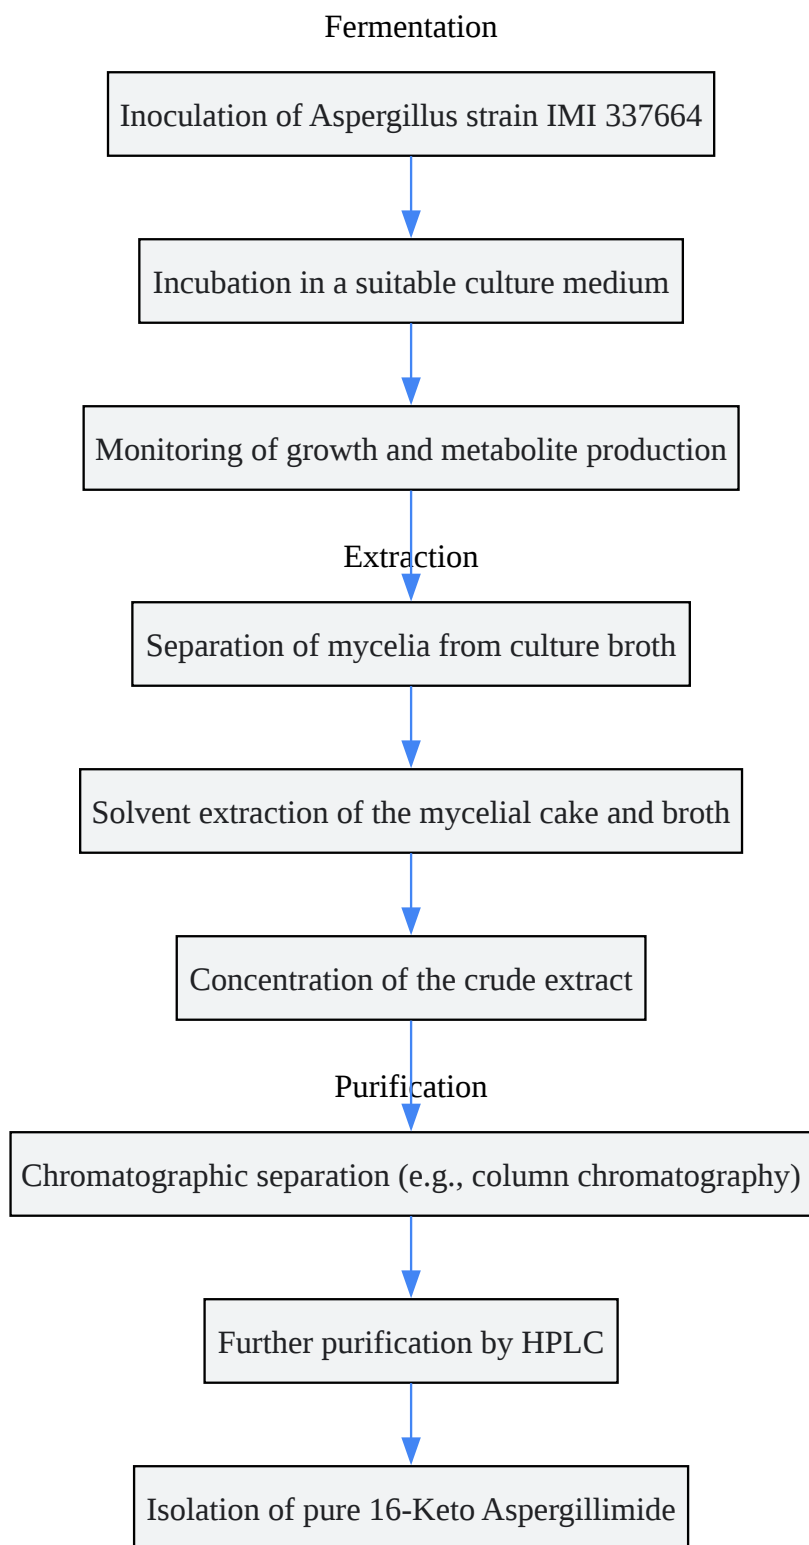 Fermentation
Inoculation of Aspergillus strain IMI 337664
Incubation in a suitable culture medium
Monitoring of growth and metabolite production
Extraction
Separation of mycelia from culture broth
Solvent extraction of the mycelial cake and broth
Concentration of the crude extract
Purification
Chromatographic separation (e.g., column chromatography)
Further purification by HPLC
Isolation of pure 16-Keto Aspergillimide